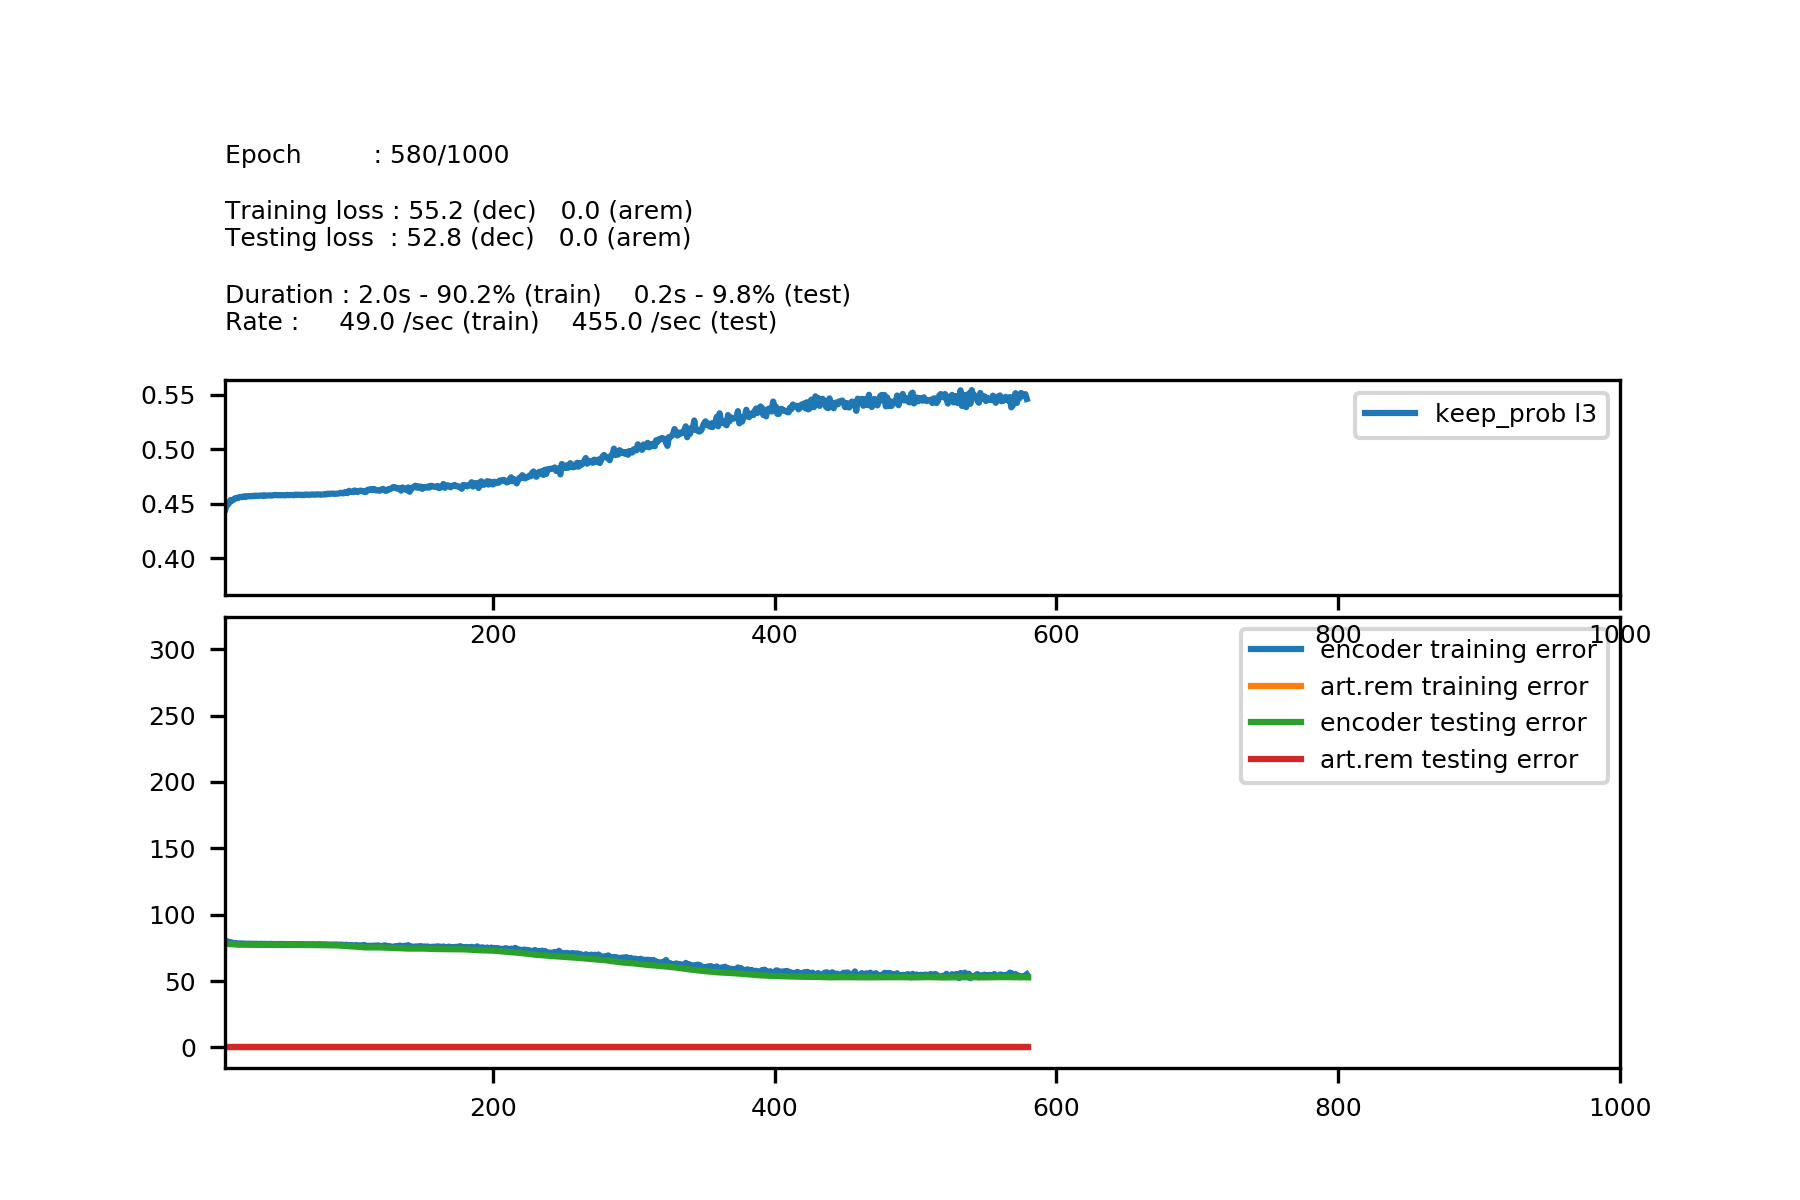 Epoch : 580/1000
Training loss : 55.2 (dec) 0.0 (arem)
Testing loss : 52.8 (dec) 0.0 (arem)
Duration : 2.0s - 90.2% (train) 0.2s - 9.8% (test)
Rate : 49.0 /sec (train) 455.0 /sec (test)
0.55
0.50
0.45
0.40
keep_prob l3
200 400 600 800 1000
300
250
200
150
100
50
0
encoder training error
art.rem training error
encoder testing error
art.rem testing error
200 400 600 800 1000